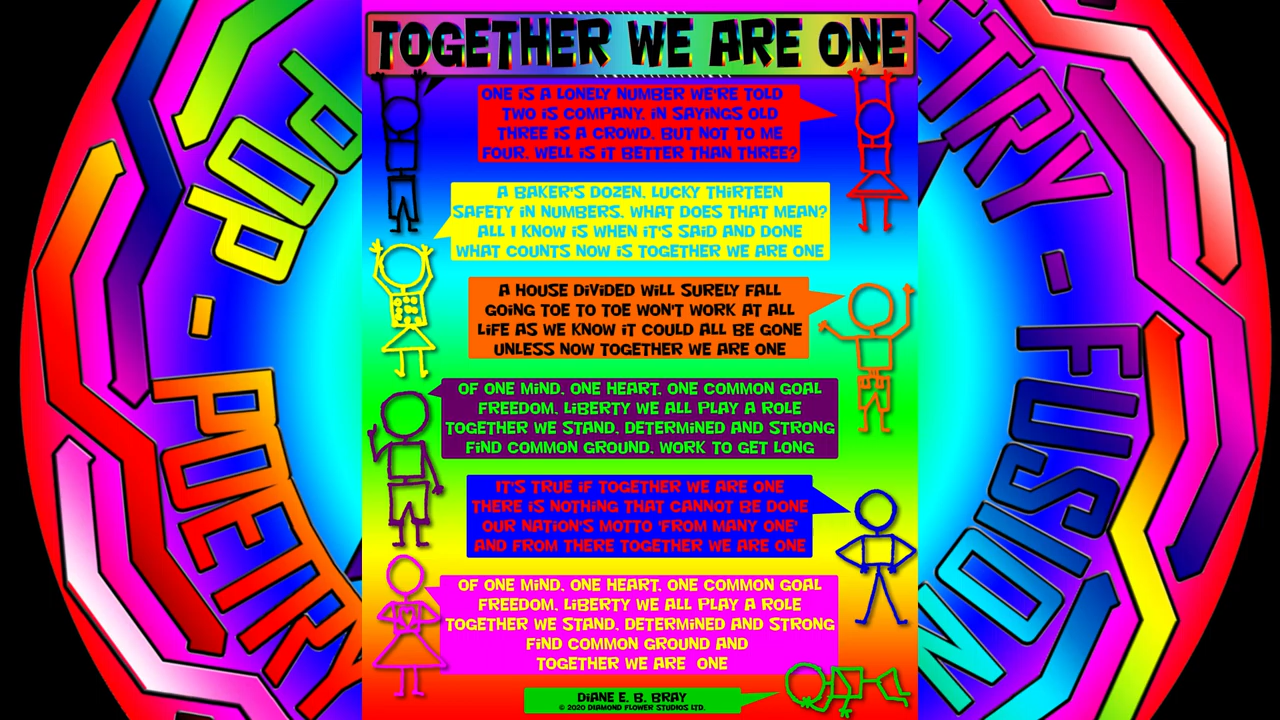 TOGETHER WE ARE ONE
ONE iS A LONELY NUMBER WE'RE TOLD
TWO iS COMPANY, iN SAYiNGS OLD
THREE iS A CROWD, BUT NOT TO ME
FOUR, WELL iS iT BETTER THAN THREE?
A BAKER'S DOZEN, LUCKY THiRTEEN
SAFETY iN NUMBERS, WHAT DOES THAT MEAN?
ALL I KNOW iS WHEN iT'S SAiD AND DONE
WHAT COUNTS NOW iS TOGETHER WE ARE ONE
A HOUSE DiViDED WiLL SURELY FALL
GOiNG TOE TO TOE WON'T WORK AT ALL
LiFE AS WE KNOW iT COULD ALL BE GONE
UNLESS NOW TOGETHER WE ARE ONE
OF ONE MiND, ONE HEART, ONE COMMON GOAL
FREEDOM, LiBERTY WE ALL PLAY A ROLE
TOGETHER WE STAND, DETERMiNED AND STRONG
FiND COMMON GROUND, WORK TO GET LONG
IT'S TRUE iF TOGETHER WE ARE ONE
THERE iS NOTHiNG THAT CANNOT BE DONE
OUR NATiON'S MOTTO 'FROM MANY ONE'
AND FROM THERE TOGETHER WE ARE ONE
OF ONE MiND, ONE HEART, ONE COMMON GOAL
FREEDOM, LiBERTY WE ALL PLAY A ROLE
TOGETHER WE STAND, DETERMiNED AND STRONG
FiND COMMON GROUND AND
TOGETHER WE ARE ONE
DiANE E. B. BRAY
© 2020 DIAMOND FLOWER STUDIOS LTD.
POP - POETRY
ETRY - FUSION